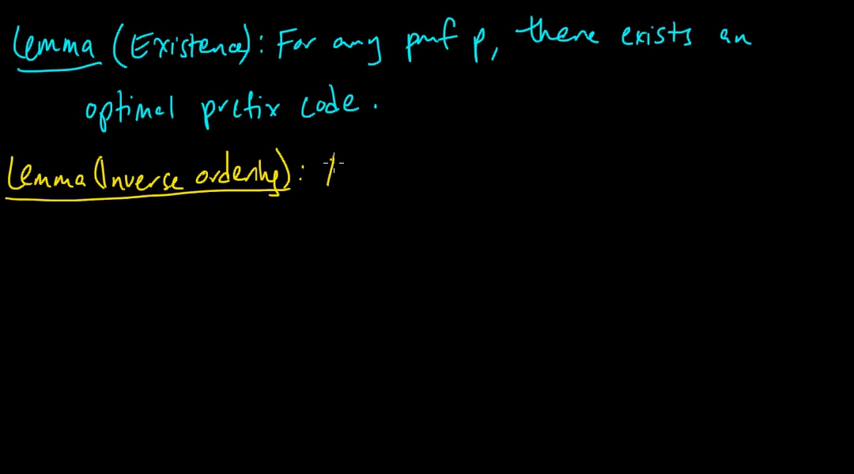 Lemma (Existence): For any pmf p, there exists an
optimal prefix code.
Lemma (Inverse ordering):